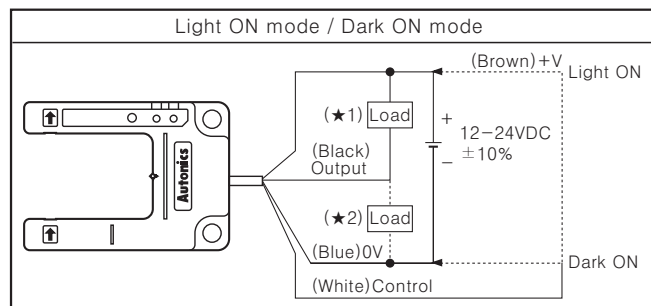 Light ON mode / Dark ON mode
(Brown)+V
Light ON
(★1) Load
+
12-24VDC
±10%
−
(Black)
Output
Autonics
(★2) Load
(Blue)0V
Dark ON
(White)Control